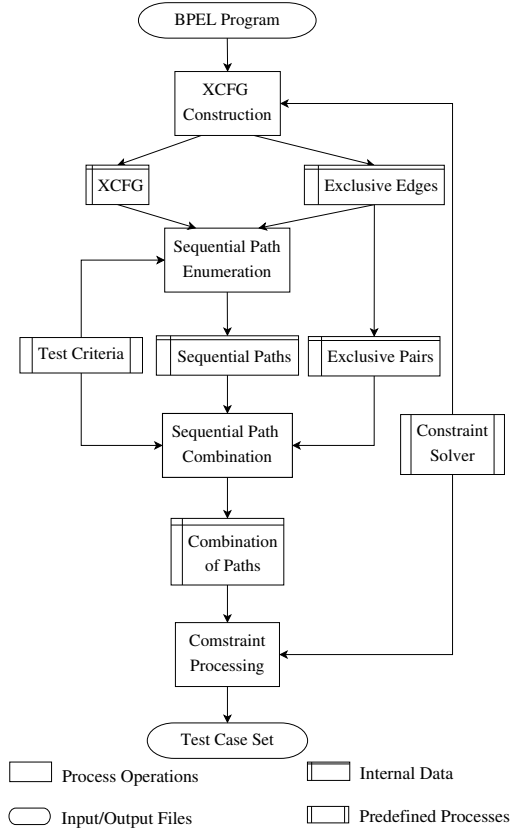 BPEL Program
XCFG
Construction
XCFG
Exclusive Edges
Sequential Path
Enumeration
Test Criteria
Sequential Paths
Exclusive Pairs
Sequential Path
Combination
Constraint
Solver
Combination
of Paths
Comstraint
Processing
Test Case Set
Process Operations
Internal Data
Input/Output Files
Predefined Processes